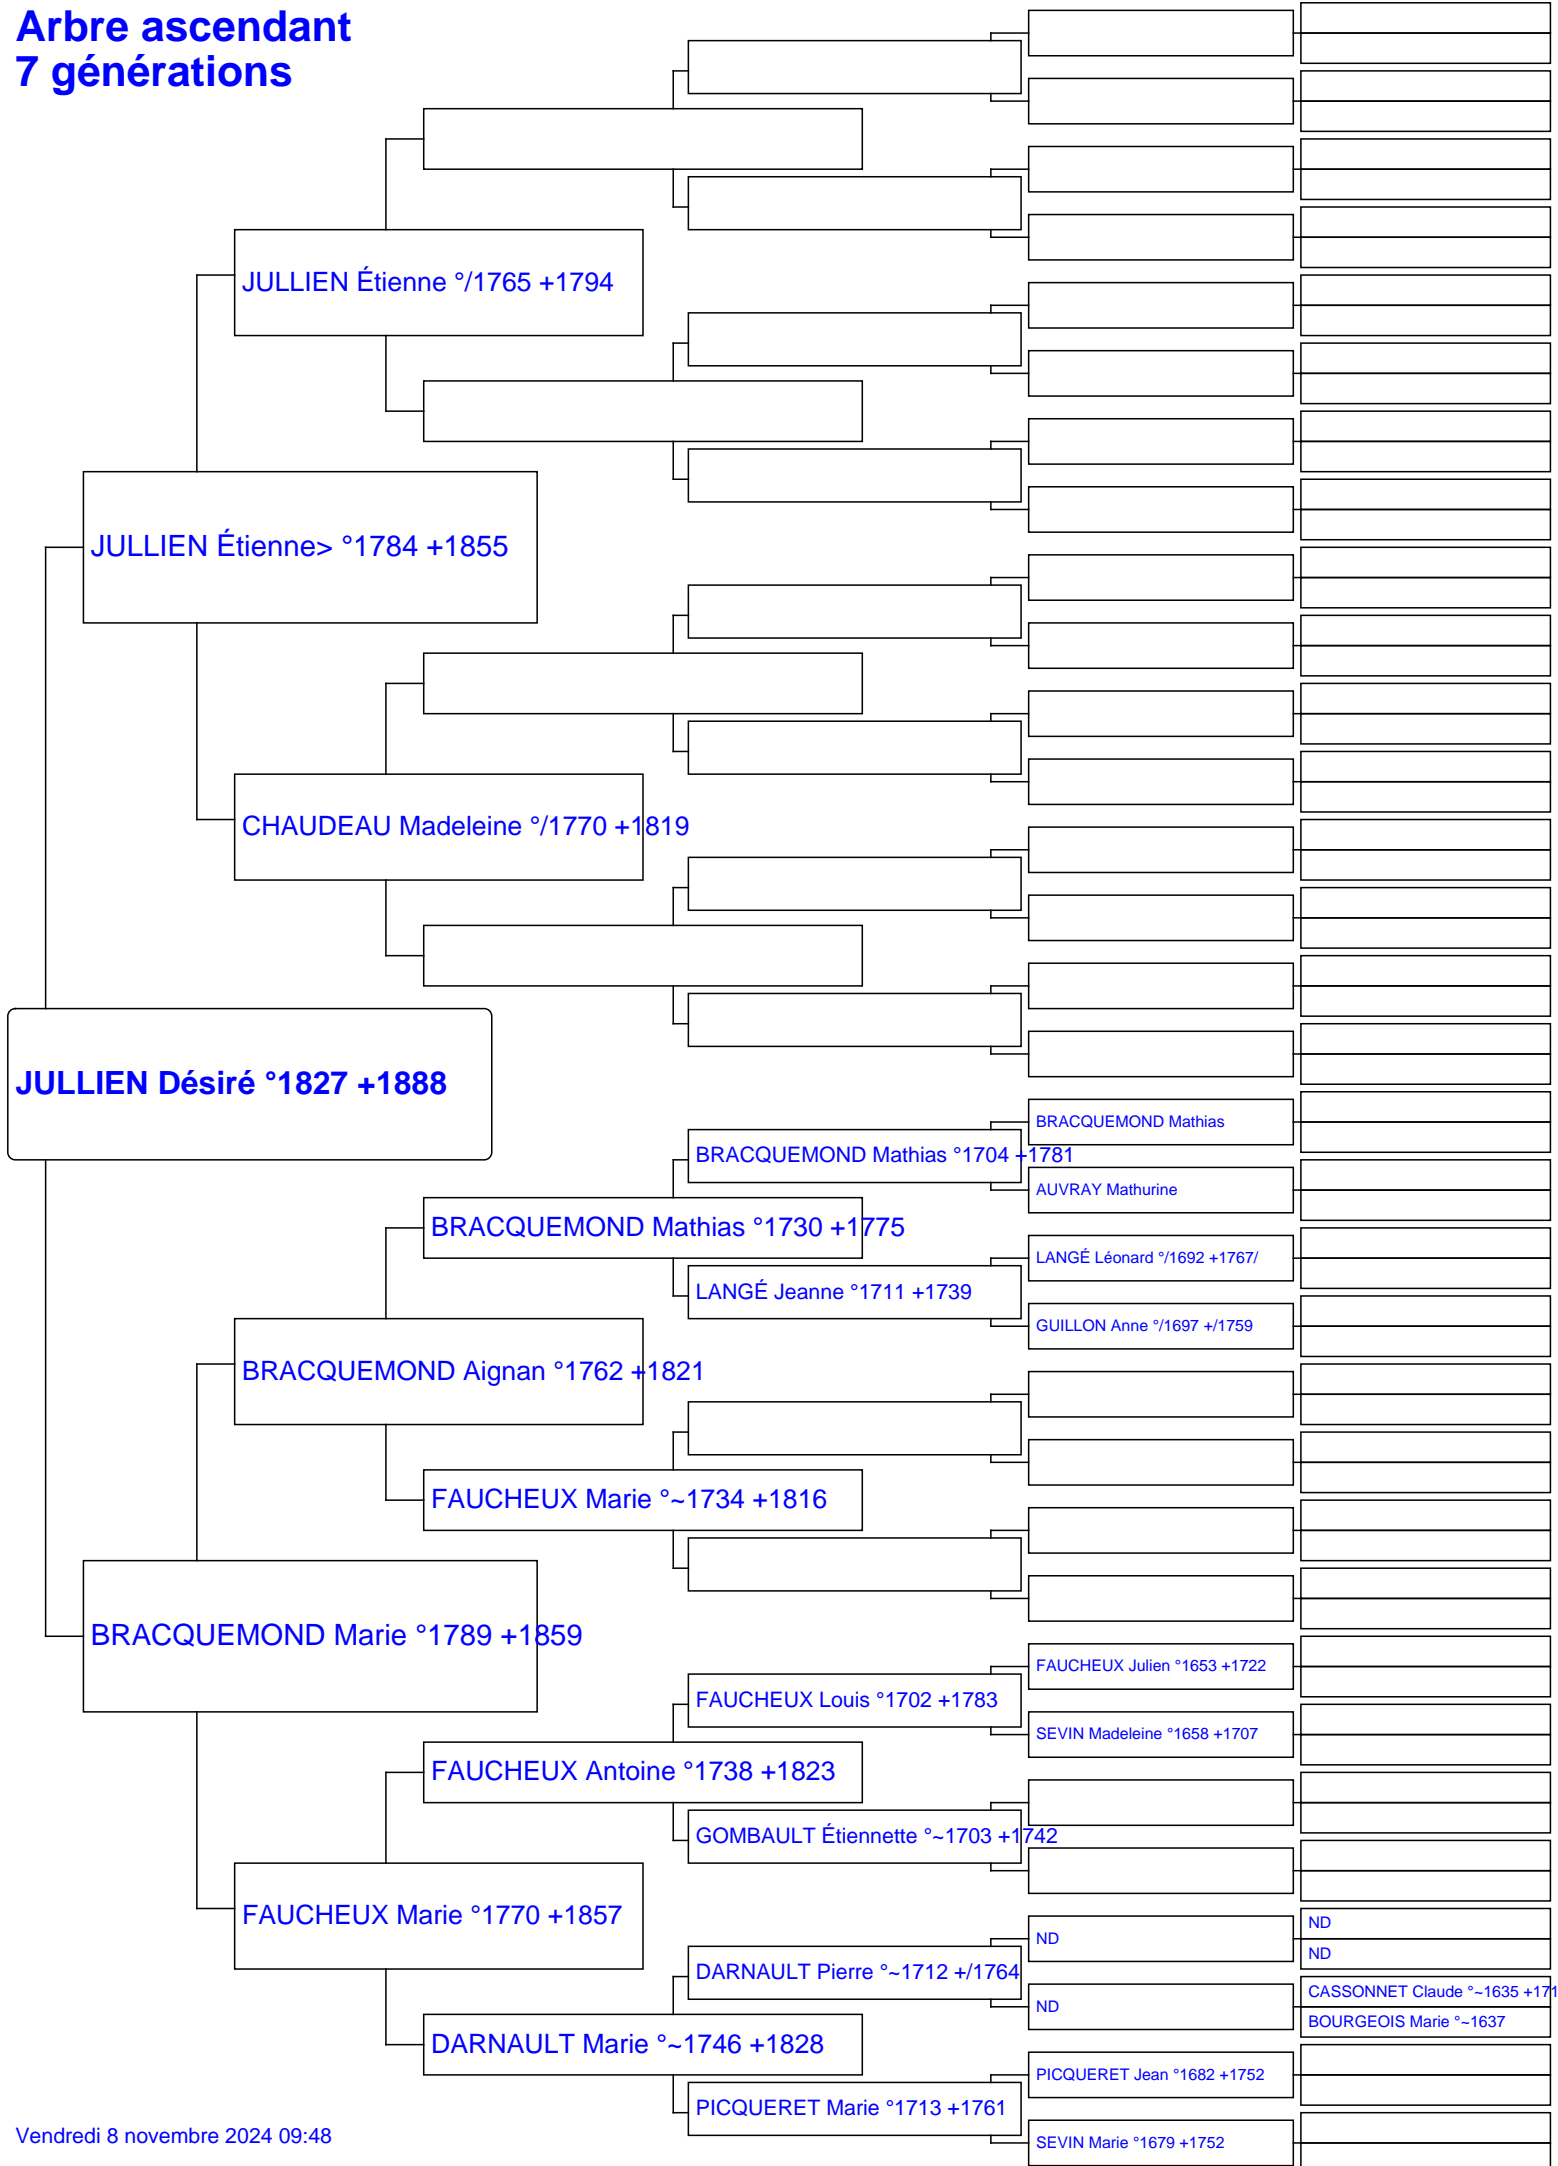 Arbre ascendant
7 générations
JULLIEN Étienne °/1765 +1794
JULLIEN Étienne> °1784 +1855
CHAUDEAU Madeleine °/1770 +1819
JULLIEN Désiré °1827 +1888
BRACQUEMOND Mathias
BRACQUEMOND Mathias °1704 +1781
AUVRAY Mathurine
BRACQUEMOND Mathias °1730 +1775
LANGÉ Léonard °/1692 +1767/
LANGÉ Jeanne °1711 +1739
GUILLON Anne °/1697 +/1759
BRACQUEMOND Aignan °1762 +1821
FAUCHEUX Marie °~1734 +1816
BRACQUEMOND Marie °1789 +1859
FAUCHEUX Julien °1653 +1722
FAUCHEUX Louis °1702 +1783
SEVIN Madeleine °1658 +1707
FAUCHEUX Antoine °1738 +1823
GOMBAULT Étiennette °~1703 +1742
FAUCHEUX Marie °1770 +1857
ND
ND
ND
DARNAULT Pierre °~1712 +/1764
CASSONNET Claude °~1635 +171
ND
BOURGEOIS Marie °~1637
DARNAULT Marie °~1746 +1828
PICQUERET Jean °1682 +1752
PICQUERET Marie °1713 +1761
SEVIN Marie °1679 +1752
Vendredi 8 novembre 2024 09:48